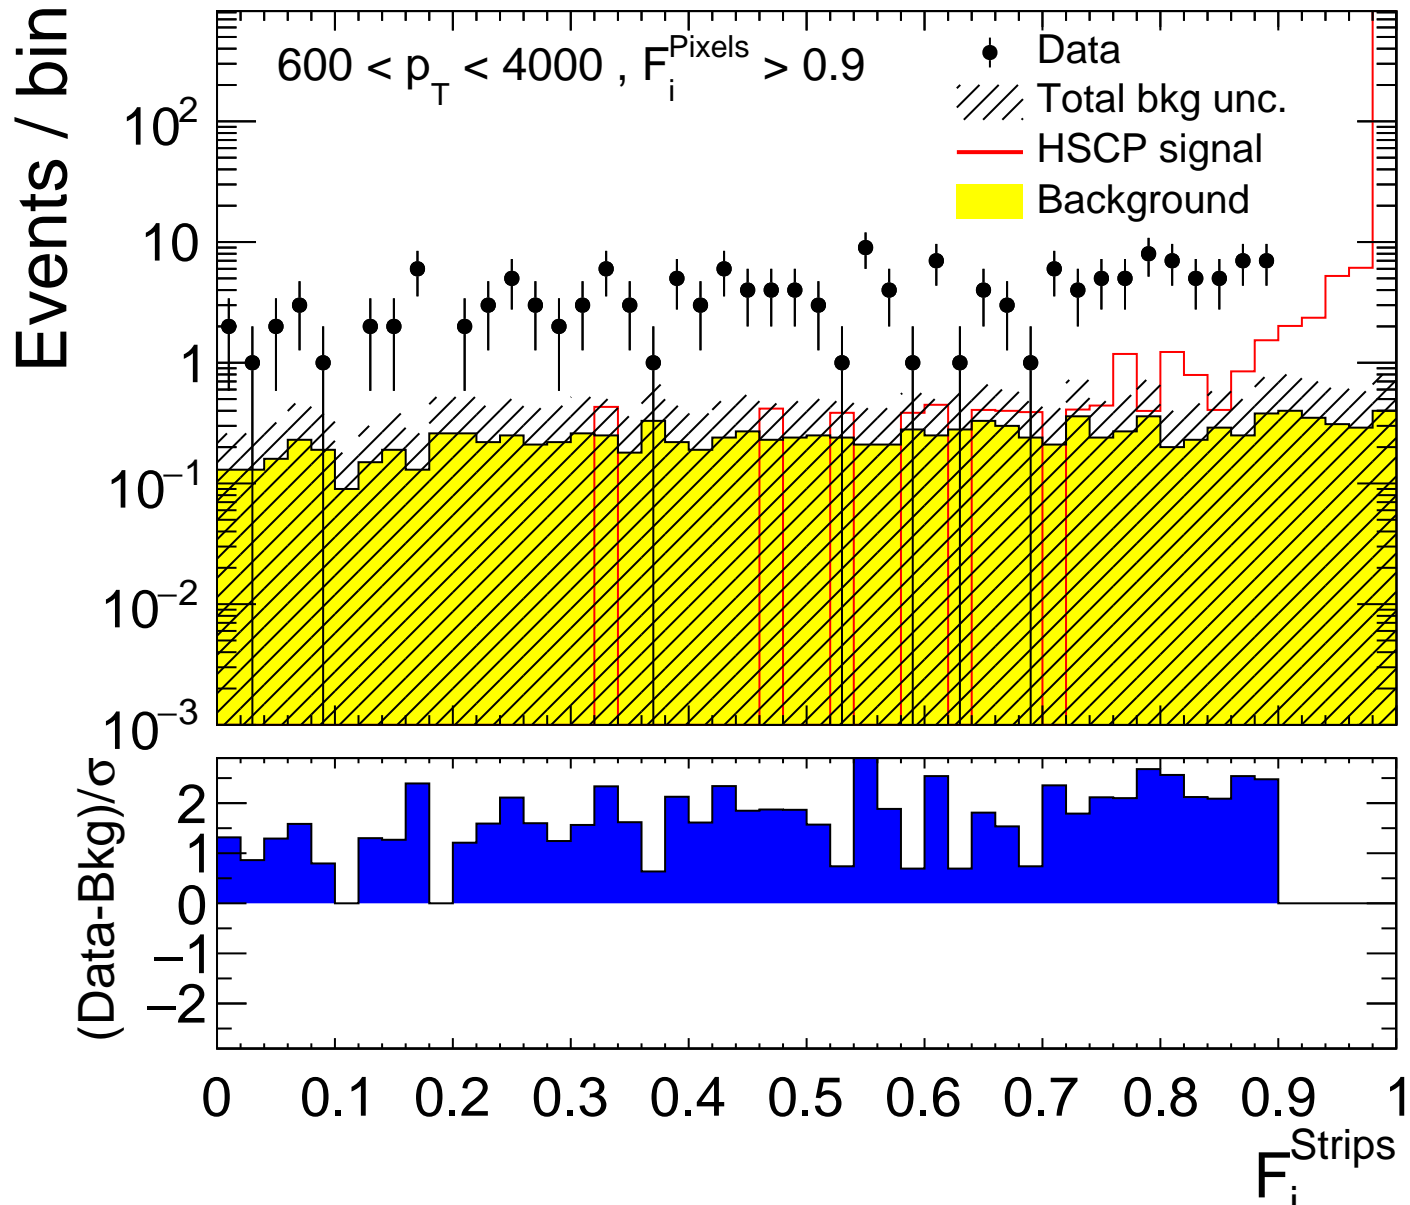 Events / bin
600 < p_T < 4000 , F_i^Pixels > 0.9
Data
Total bkg unc.
HSCP signal
Background
10^2
10
1
10^−1
10^−2
10^−3
(Data-Bkg)/σ
2
1
0
−1
−2
0 0.1 0.2 0.3 0.4 0.5 0.6 0.7 0.8 0.9 1
F_i^Strips